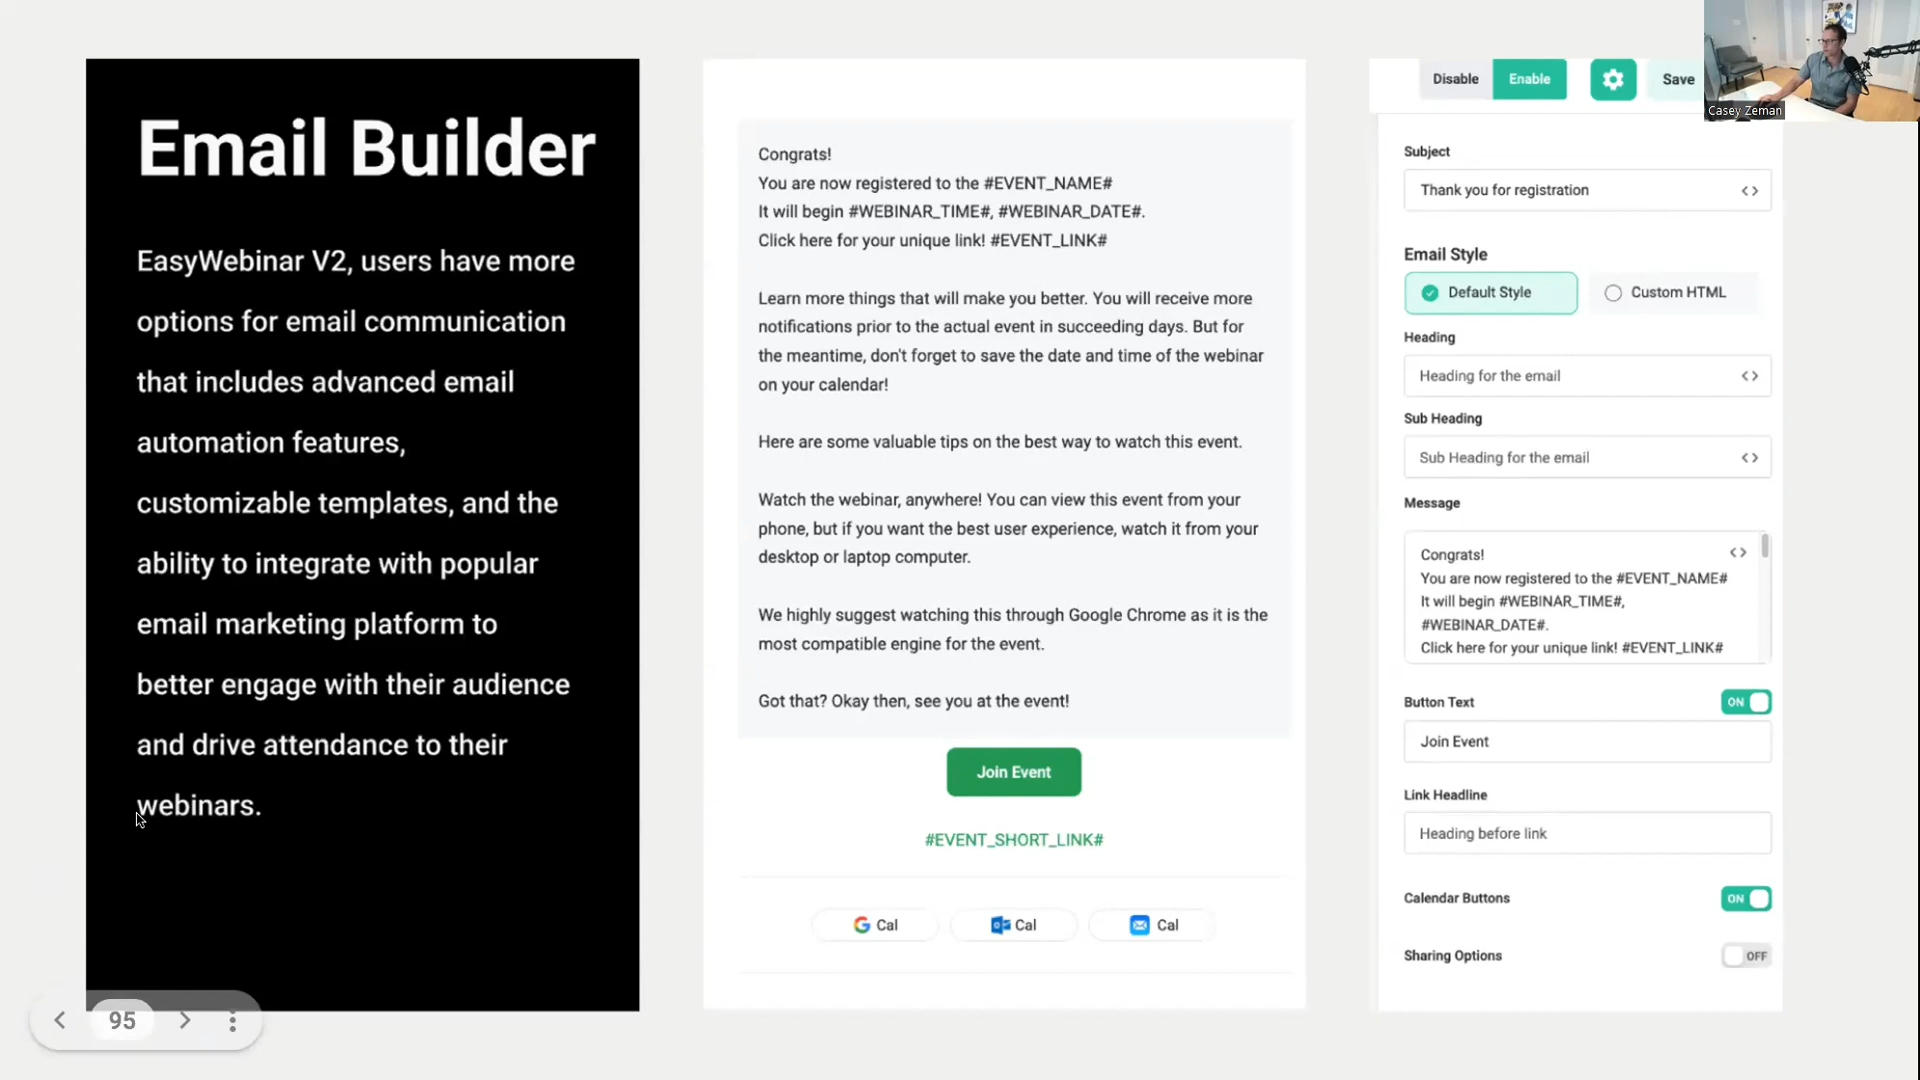 Email Builder
EasyWebinar V2, users have more
options for email communication
that includes advanced email
automation features,
customizable templates, and the
ability to integrate with popular
email marketing platform to
better engage with their audience
and drive attendance to their
webinars.
95
Congrats!
You are now registered to the #EVENT_NAME#
It will begin #WEBINAR_TIME#, #WEBINAR_DATE#.
Click here for your unique link! #EVENT_LINK#
Learn more things that will make you better. You will receive more
notifications prior to the actual event in succeeding days. But for
the meantime, don't forget to save the date and time of the webinar
on your calendar!
Here are some valuable tips on the best way to watch this event.
Watch the webinar, anywhere! You can view this event from your
phone, but if you want the best user experience, watch it from your
desktop or laptop computer.
We highly suggest watching this through Google Chrome as it is the
most compatible engine for the event.
Got that? Okay then, see you at the event!
Join Event
#EVENT_SHORT_LINK#
Cal Cal Cal
Disable Enable Save
Casey Zeman
Subject
Thank you for registration
Email Style
Default Style Custom HTML
Heading
Heading for the email
Sub Heading
Sub Heading for the email
Message
Congrats!
You are now registered to the #EVENT_NAME#
It will begin #WEBINAR_TIME#,
#WEBINAR_DATE#.
Click here for your unique link! #EVENT_LINK#
Button Text ON
Join Event
Link Headline
Heading before link
Calendar Buttons ON
Sharing Options OFF